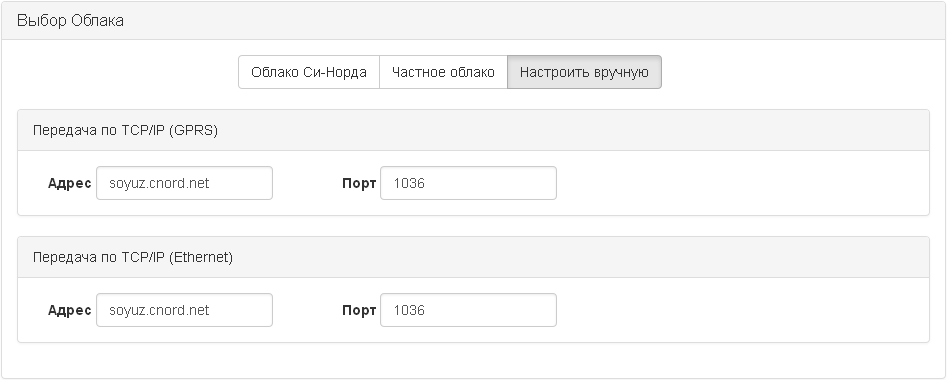 Выбор Облака
Облако Си-Норда Частное облако Настроить вручную
Передача по TCP/IP (GPRS)
Адрес soyuz.cnord.net Порт 1036
Передача по TCP/IP (Ethernet)
Адрес soyuz.cnord.net Порт 1036